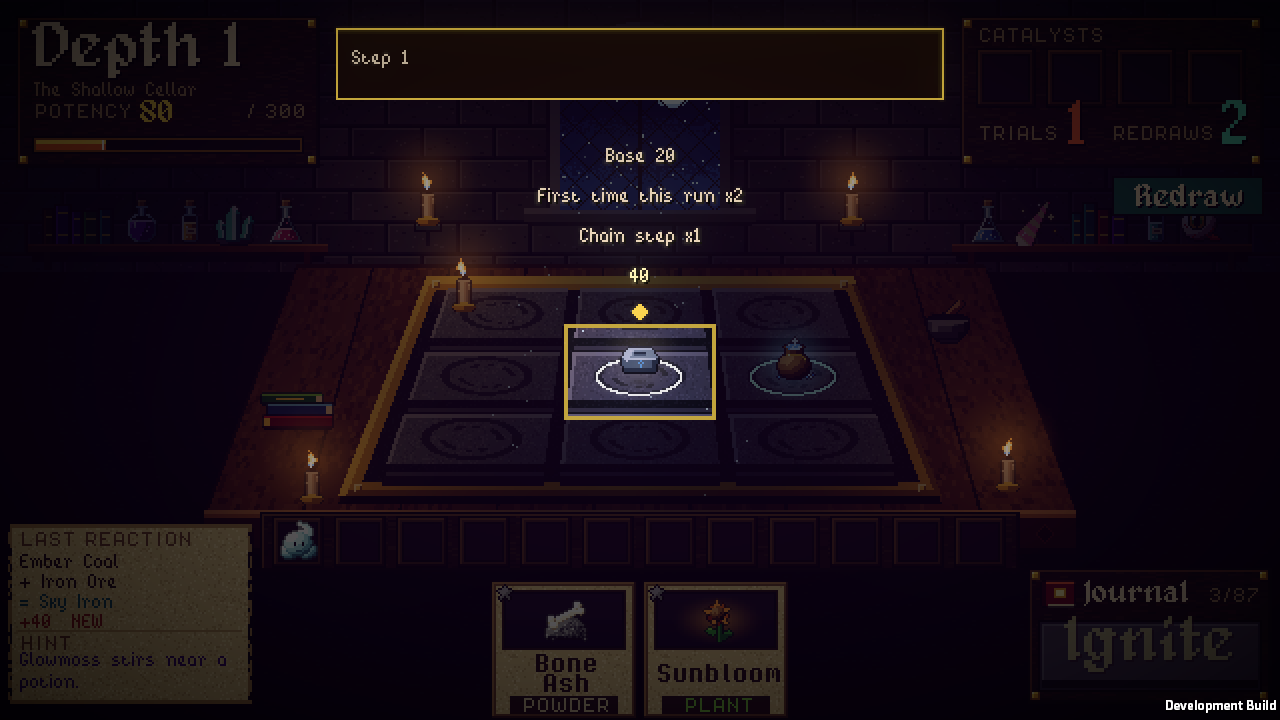 Depth 1
The Shallow Cellar
POTENCY 80 / 300
Step 1
CATALYSTS
TRIALS 1 REDRAWS 2
Redraw
Base 20
First time this run x2
Chain step x1
40
LAST REACTION
Ember Coal
+ Iron Ore
= Sky Iron
+40 NEW
HINT
Glowmoss stirs near a
potion.
Bone
Ash
POWDER
Sunbloom
PLANT
Journal 3/87
Ignite
Development Build